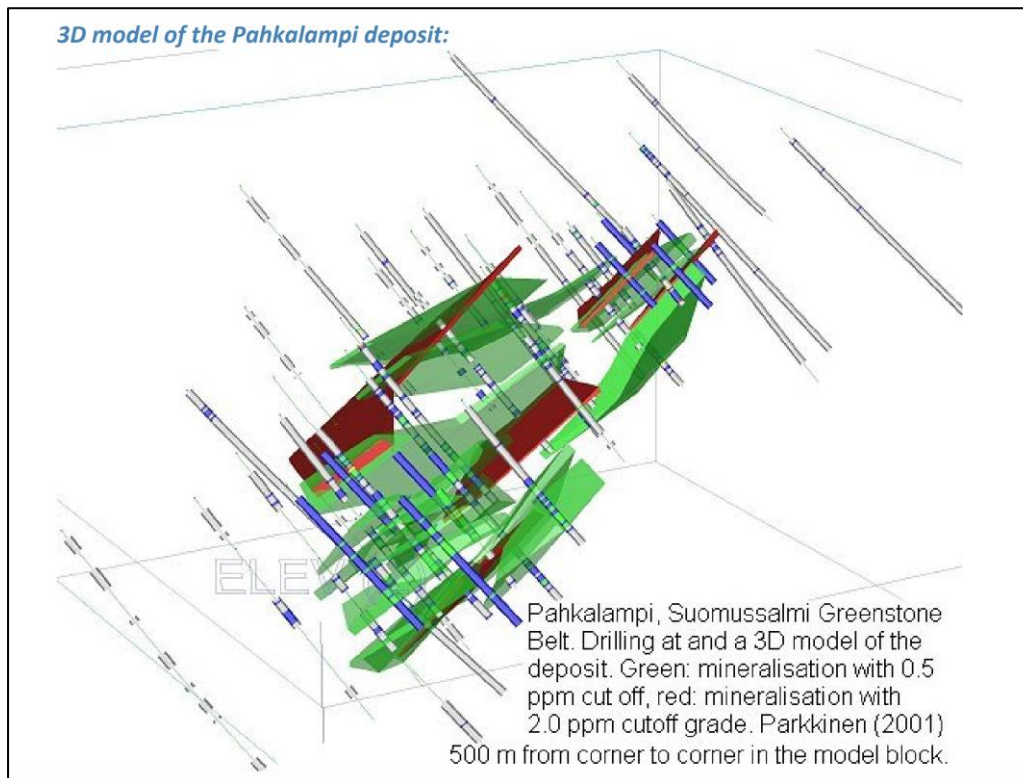 3D model of the Pahkalampi deposit:
ELEV
Pahkalampi, Suomussalmi Greenstone
Belt. Drilling at and a 3D model of the
deposit. Green: mineralisation with 0.5
ppm cut off, red: mineralisation with
2.0 ppm cutoff grade. Parkkinen (2001)
500 m from corner to corner in the model block.